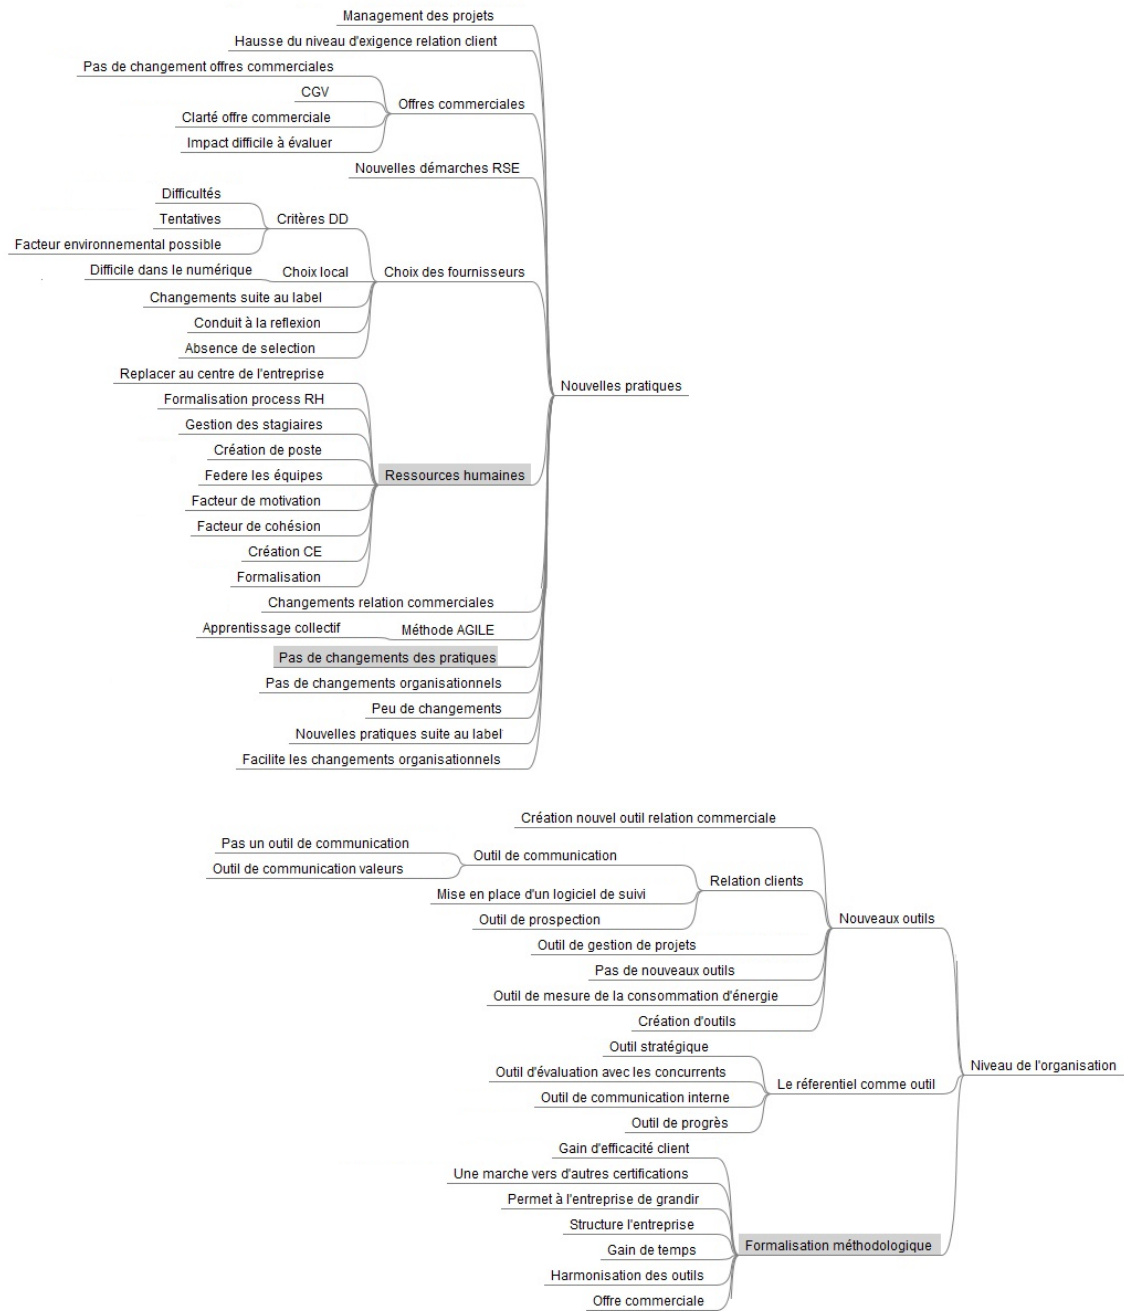 Management des projets
Hausse du niveau d'exigence relation client
Pas de changement offres commerciales
CGV
Offres commerciales
Clarté offre commerciale
Impact difficile à évaluer
Nouvelles démarches RSE
Difficultés
Tentatives
Critères DD
Facteur environnemental possible
Difficile dans le numérique
Choix local
Choix des fournisseurs
Changements suite au label
Conduit à la reflexion
Absence de selection
Replacer au centre de l'entreprise
Nouvelles pratiques
Formalisation process RH
Gestion des stagiaires
Création de poste
Federe les équipes
Ressources humaines
Facteur de motivation
Facteur de cohésion
Création CE
Formalisation
Changements relation commerciales
Apprentissage collectif
Méthode AGILE
Pas de changements des pratiques
Pas de changements organisationnels
Peu de changements
Nouvelles pratiques suite au label
Facilite les changements organisationnels
Création nouvel outil relation commerciale
Pas un outil de communication
Outil de communication
Outil de communication valeurs
Relation clients
Mise en place d'un logiciel de suivi
Outil de prospection
Nouveaux outils
Outil de gestion de projets
Pas de nouveaux outils
Outil de mesure de la consommation d'énergie
Création d'outils
Outil stratégique
Niveau de l'organisation
Outil d'évaluation avec les concurrents
Le réferentiel comme outil
Outil de communication interne
Outil de progrès
Gain d'efficacité client
Une marche vers d'autres certifications
Permet à l'entreprise de grandir
Structure l'entreprise
Formalisation méthodologique
Gain de temps
Harmonisation des outils
Offre commerciale